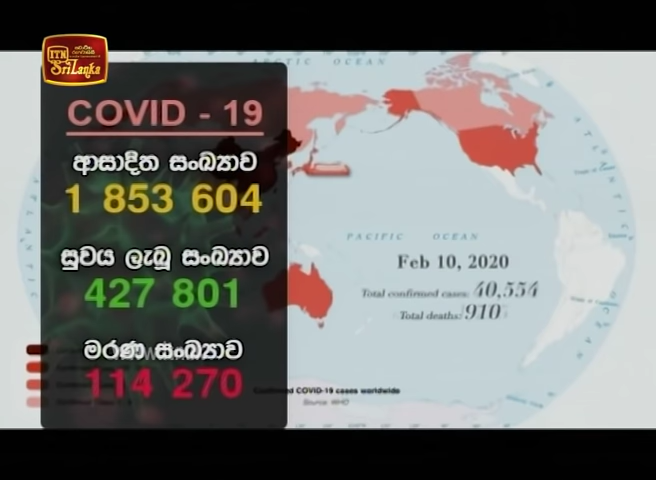 ITN
SriLanka
ARCTIC OCEAN
COVID - 19
ආසාදිත සංඛ්‍යාව
1 853 604
සුවය ලැබූ සංඛ්‍යාව
427 801
මරණ සංඛ්‍යාව
114 270
PACIFIC OCEAN
Feb 10, 2020
Total confirmed cases: 40,554
Total deaths: 910
COVID-19 cases worldwide
Source: WHO